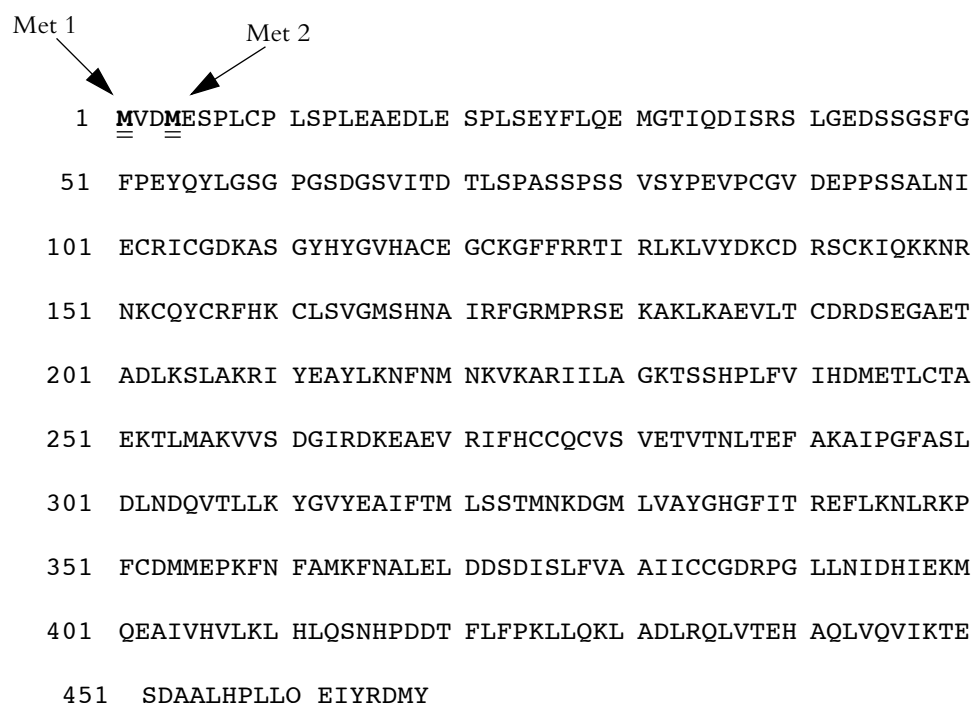 Met 1
Met 2
1 MVDMESPLCP LSPLEAEDLE SPLSEYFLQE MGTIQDISRS LGEDSSGSFG
51 FPEYQYLGSG PGSDGSVITD TLSPASSPSS VSYPEVPCGV DEPPSSALNI
101 ECRICGDKAS GYHYGVHACE GCKGFFRRTI RLKLVYDKCD RSCKIQKKNR
151 NKCQYCRFHK CLSVGMSHNA IRFGRMPRSE KAKLKAEVLT CDRDSEGAET
201 ADLKSLAKRI YEAYLKNFNM NKVKARIILA GKTSSHPLFV IHDMETLCTA
251 EKTLMAKVVS DGIRDKEAEV RIFHCCQCVS VETVTNLTEF AKAIPGFASL
301 DLNDQVTLLK YGVYEAIFTM LSSTMNKDGM LVAYGHGFIT REFLKNLRKP
351 FCDMMEPKFN FAMKFNALEL DDSDISLFVA AIICCGDRPG LLNIDHIEKM
401 QEAIVHVLKL HLQSNHPDDT FLFPKLLQKL ADLRQLVTEH AQLVQVIKTE
451 SDAALHPLLO EIYRDMY